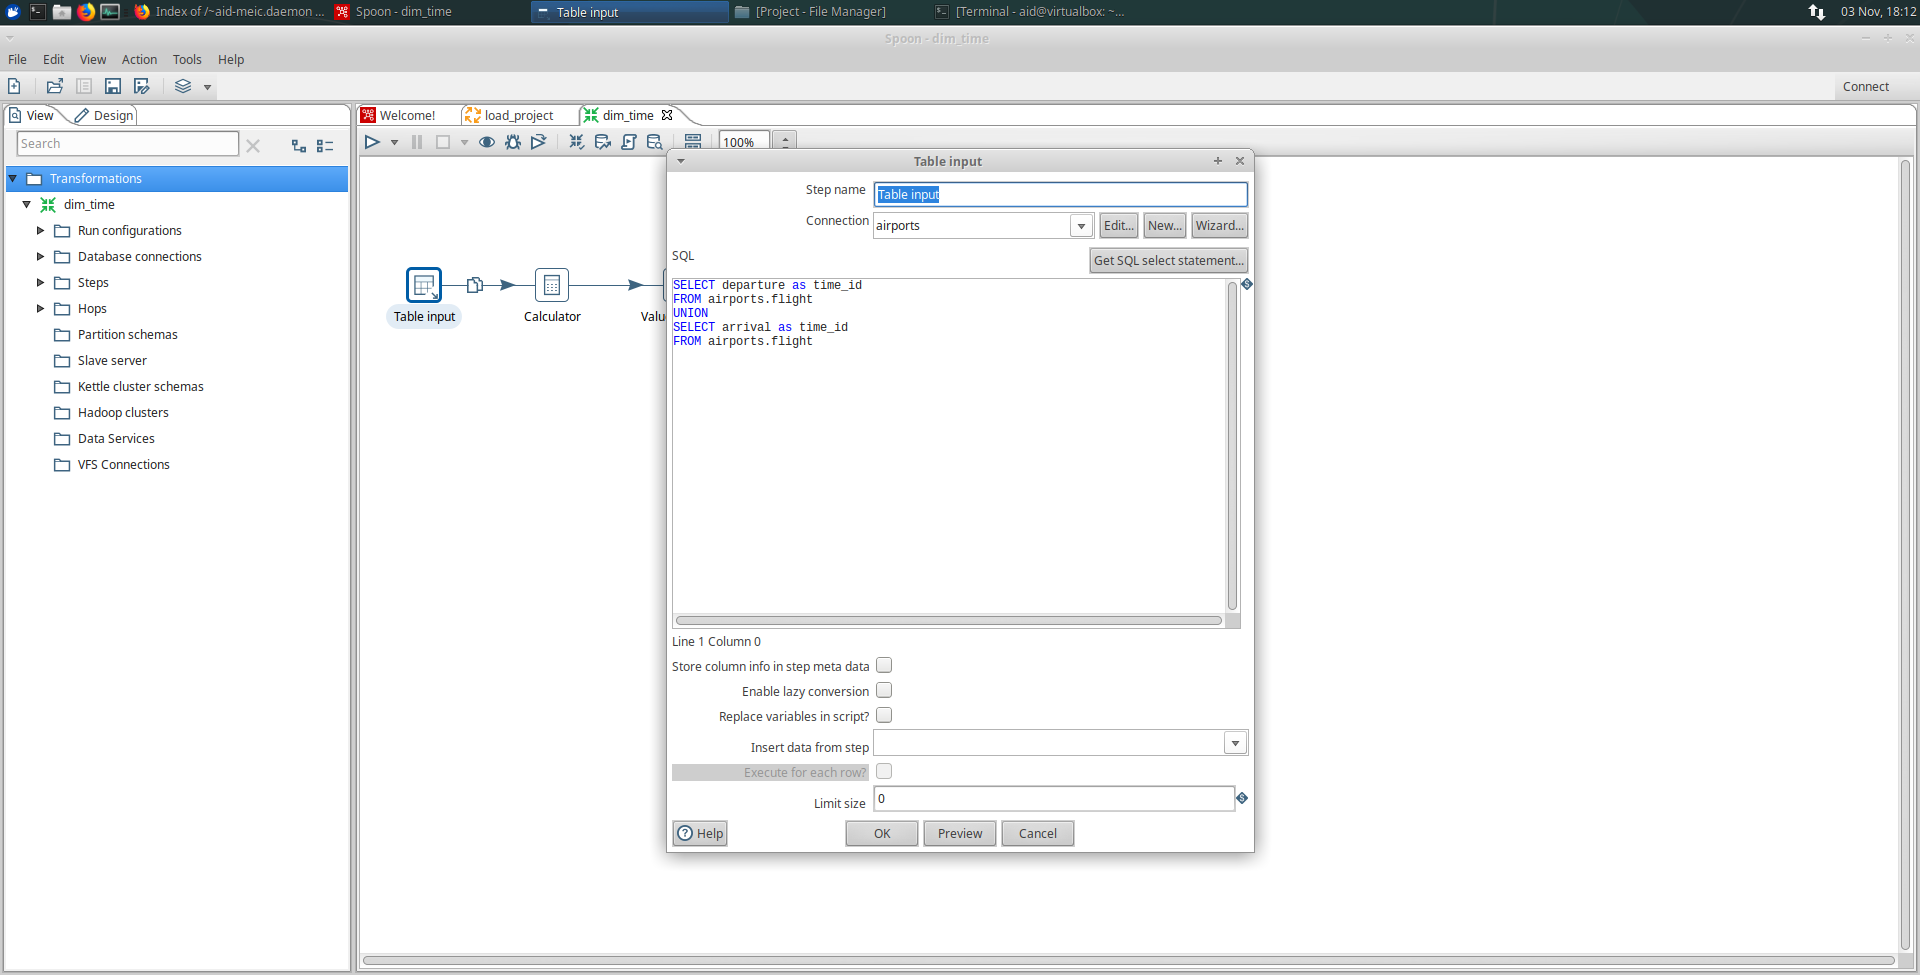 Index of /~aid-meic.daemon ...
Spoon - dim_time
Table input
[Project - File Manager]
[Terminal - aid@virtualbox: ~...
03 Nov, 18:12
Spoon - dim_time
File Edit View Action Tools Help
Connect
View
Design
Welcome!
load_project
dim_time
Search
100%
Transformations
dim_time
Run configurations
Database connections
Steps
Hops
Partition schemas
Slave server
Kettle cluster schemas
Hadoop clusters
Data Services
VFS Connections
Table input
Calculator
Valu
Table input
Step name
Table input
Connection
airports
Edit...
New...
Wizard...
SQL
Get SQL select statement...
SELECT departure as time_id
FROM airports.flight
UNION
SELECT arrival as time_id
FROM airports.flight
Line 1 Column 0
Store column info in step meta data
Enable lazy conversion
Replace variables in script?
Insert data from step
Execute for each row?
Limit size
0
Help
OK
Preview
Cancel